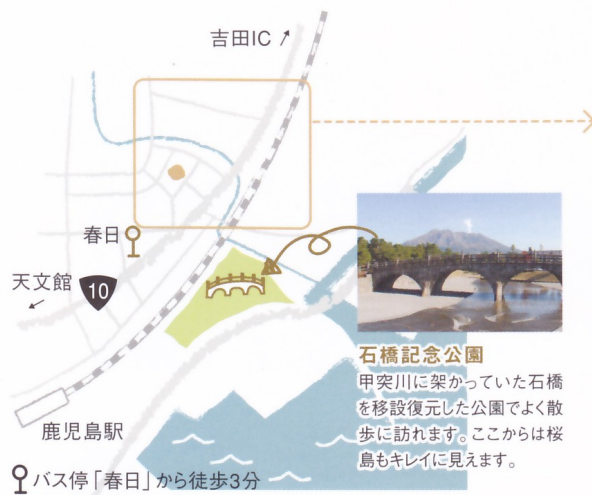 吉田IC
春日
天文館
10
鹿児島駅
石橋記念公園
甲突川に架かっていた石橋
を移設復元した公園でよく散
歩に訪れます。ここからは桜
島もキレイに見えます。
バス停「春日」から徒歩3分